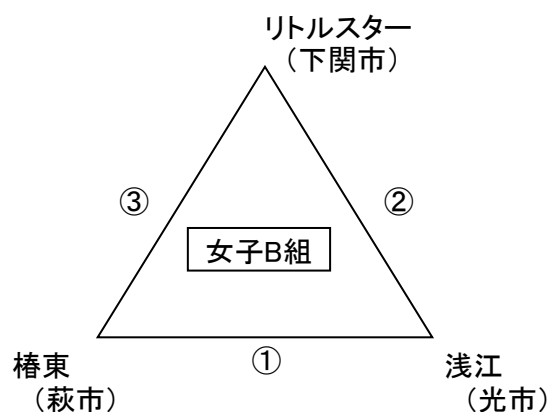 リトルスター
（下関市）
③
②
女子B組
①
椿東
（萩市）
浅江
（光市）